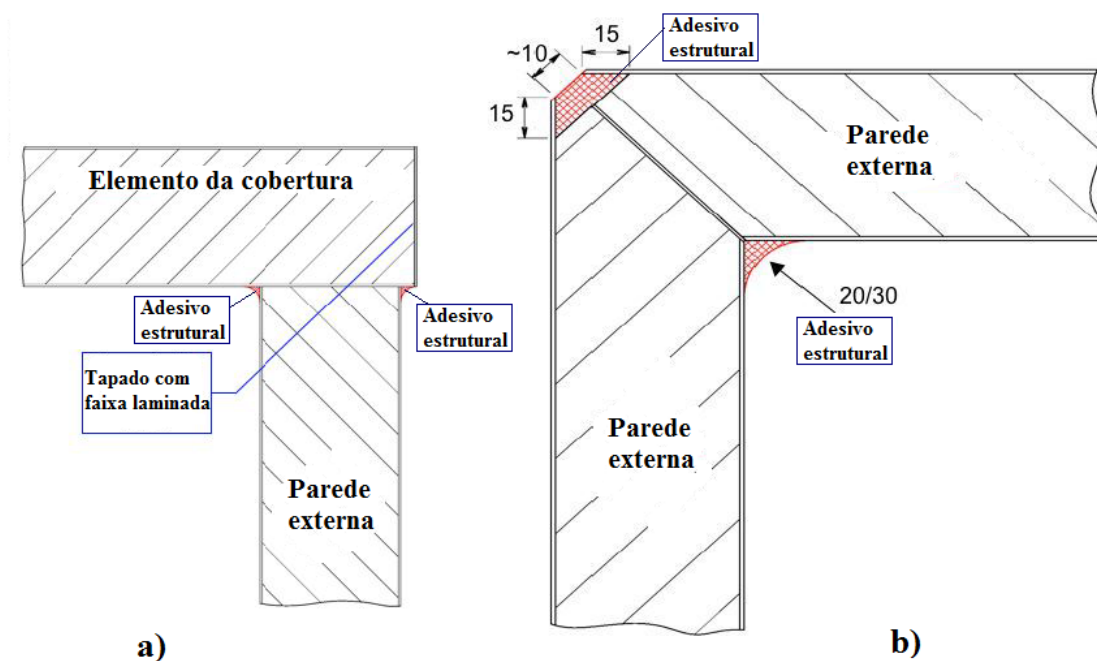 Elemento da cobertura
Adesivo
estrutural
Adesivo
estrutural
Tapado com
faixa laminada
Parede
externa
a)
15
Adesivo
estrutural
~10
15
Parede
externa
20/30
Adesivo
estrutural
Parede
externa
b)